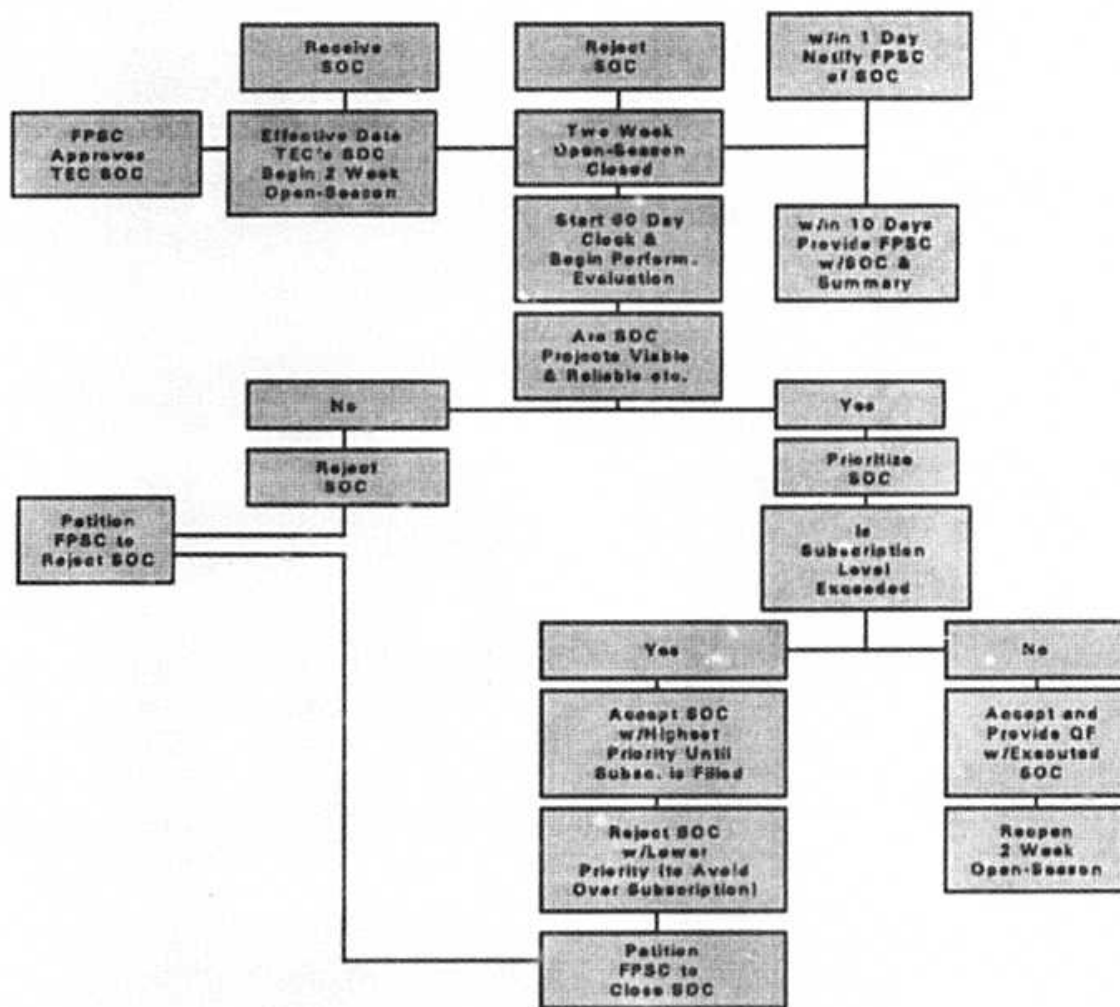 Receive
SOC
Reject
SOC
w/in 1 Day
Notify FPSC
of SOC
FPSC
Approves
TEC SOC
Effective Date
TEC's SOC
Begin 2 Week
Open-Season
Two Week
Open-Season
Closed
Start 60 Day
Clock &
Begin Perform.
Evaluation
w/in 10 Days
Provide FPSC
w/SOC &
Summary
Are SOC
Projects Viable
& Reliable etc.
No
Yes
Reject
SOC
Prioritize
SOC
Petition
FPSC to
Reject SOC
Is
Subscription
Level
Exceeded
Yes
No
Accept SOC
w/Highest
Priority Until
Subsc. is Filled
Accept and
Provide QF
w/Executed
SOC
Reject SOC
w/Lower
Priority (to Avoid
Over Subscription)
Reopen
2 Week
Open-Season
Petition
FPSC to
Close SOC